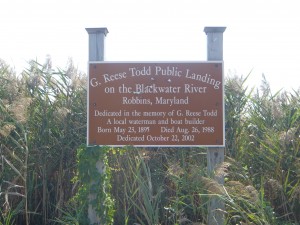 G. Reese Todd Public Landing
on the Blackwater River
Robbins, Maryland
Dedicated in the memory of G. Reese Todd
A local waterman and boat builder
Born May 23, 1895 Died Aug. 26, 1988
Dedicated October 22, 2002